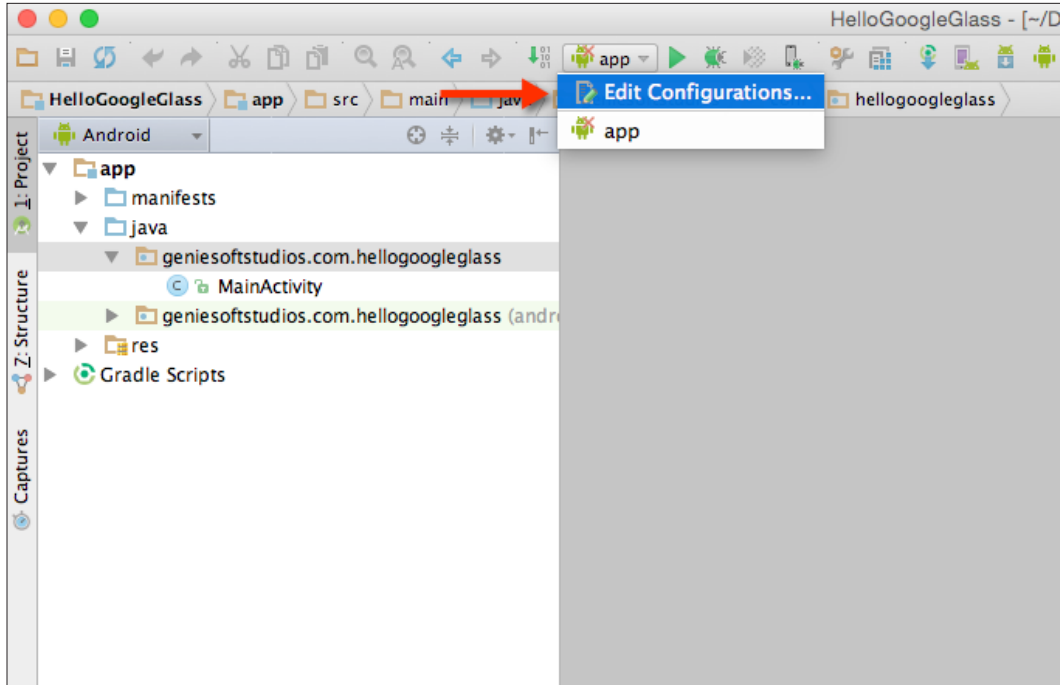 HelloGoogleGlass - [~/D
app
HelloGoogleGlass app src main java hellogoogleglass
Edit Configurations...
app
Android
1: Project
app
manifests
java
geniesoftstudios.com.hellogoogleglass
MainActivity
geniesoftstudios.com.hellogoogleglass (andr
res
Gradle Scripts
Z: Structure
Captures